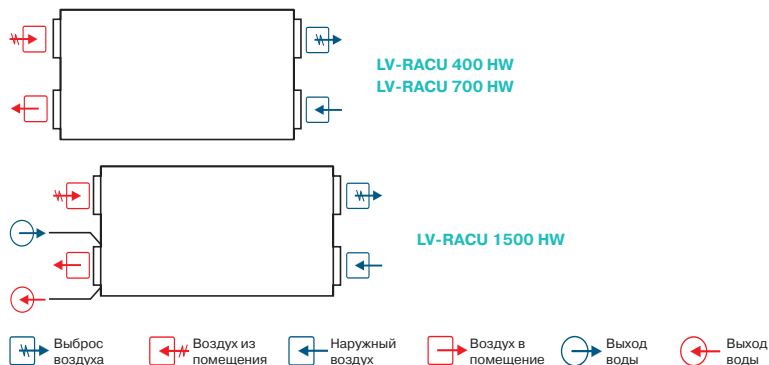 LV-RACU 400 HW
LV-RACU 700 HW
LV-RACU 1500 HW
Выброс
воздуха
Воздух из
помещения
Наружный
воздух
Воздух в
помещение
Выход
воды
Выход
воды